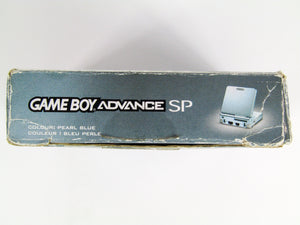 GAME BOY ADVANCE SP
COLOUR: PEARL BLUE
COULEUR : BLEU PERLE